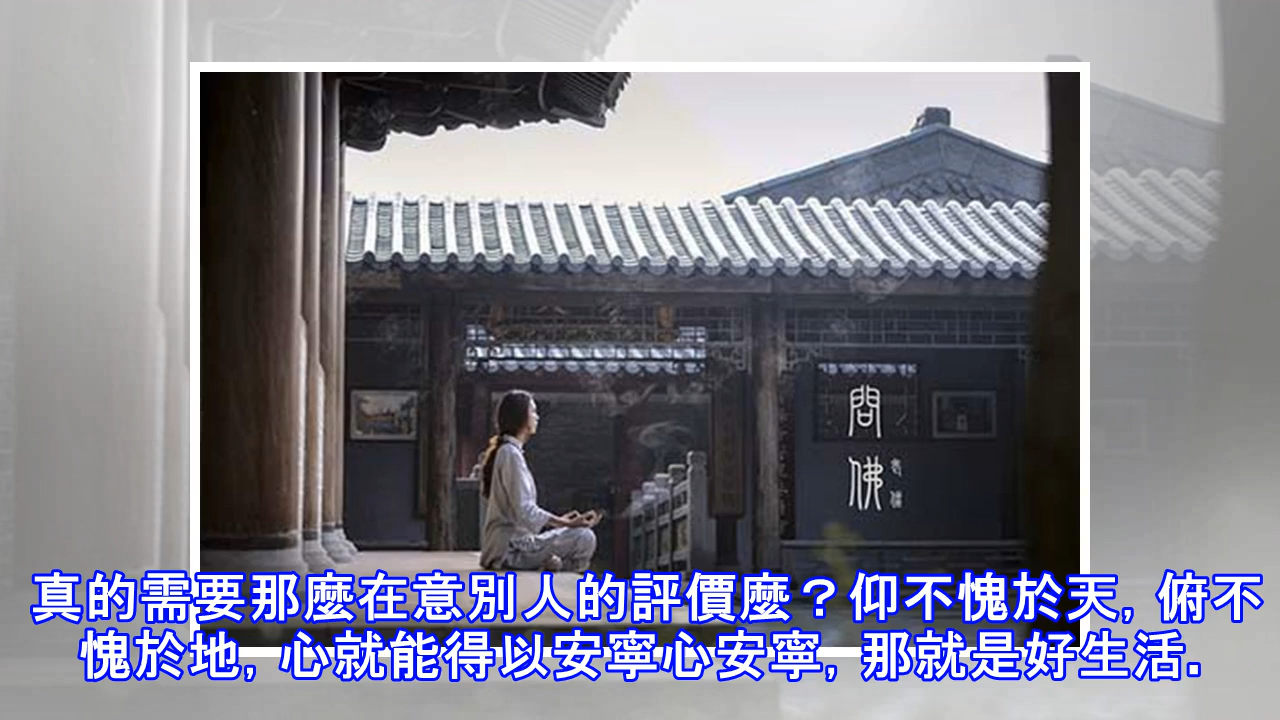 問佛
真的需要那麼在意別人的評價麼？仰不愧於天, 俯不
愧於地, 心就能得以安寧心安寧, 那就是好生活.